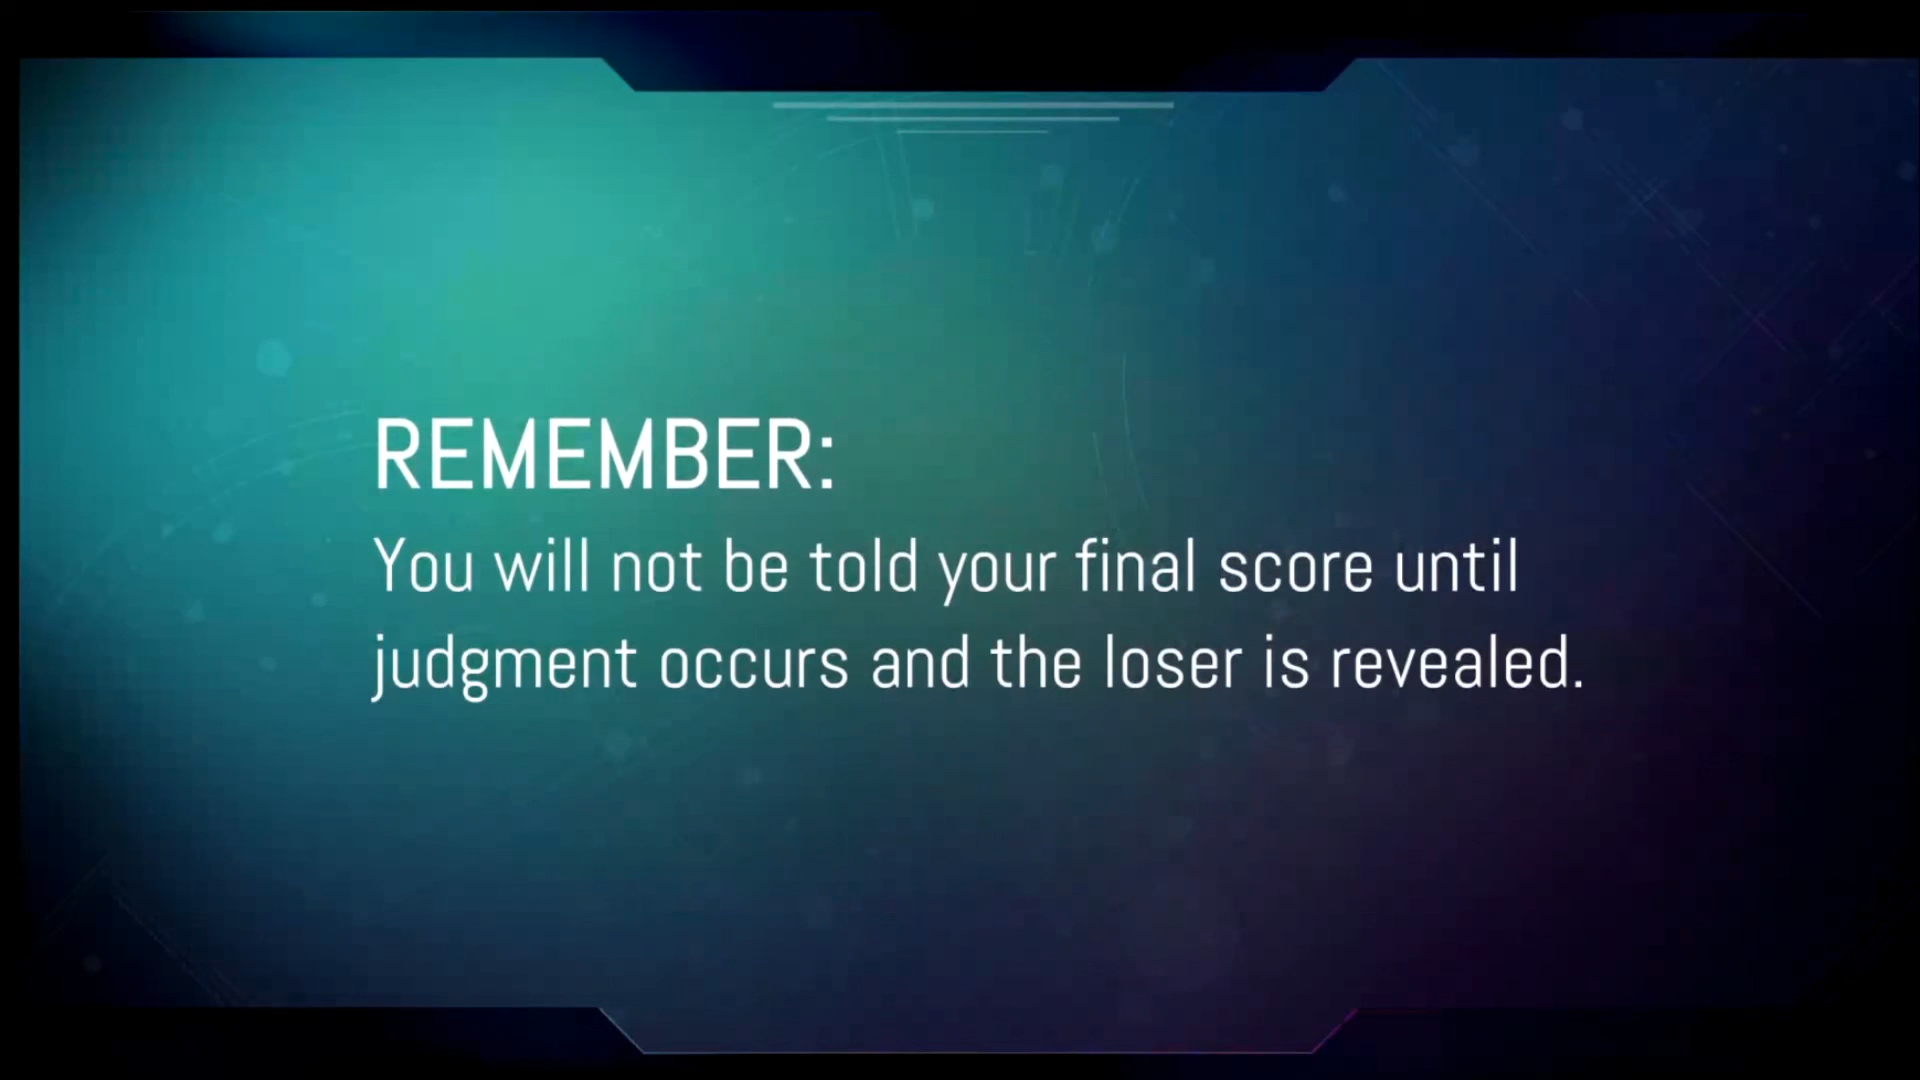 REMEMBER:
You will not be told your final score until
judgment occurs and the loser is revealed.